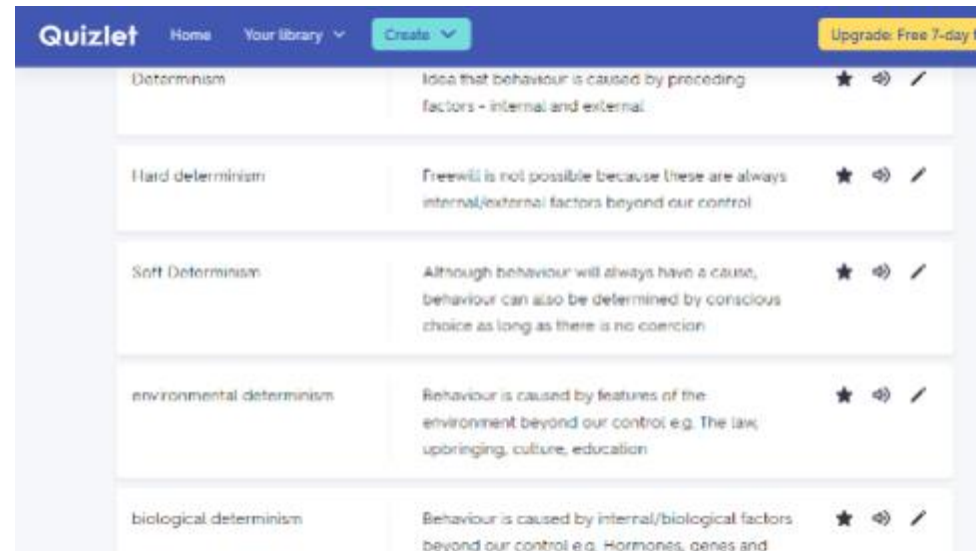 Quizlet Home Your library Create Upgrade: Free 7-day
Determinism
Idea that behaviour is caused by preceding
factors - internal and external
Hard determinism
Freewill is not possible because these are always
internal/external factors beyond our control
Soft Determinism
Although behaviour will always have a cause,
behaviour can also be determined by conscious
choice as long as there is no coercion
environmental determinism
Behaviour is caused by features of the
environment beyond our control e.g. The law,
upbringing, culture, education
biological determinism
Behaviour is caused by internal/biological factors
beyond our control e.g. Hormones, genes and